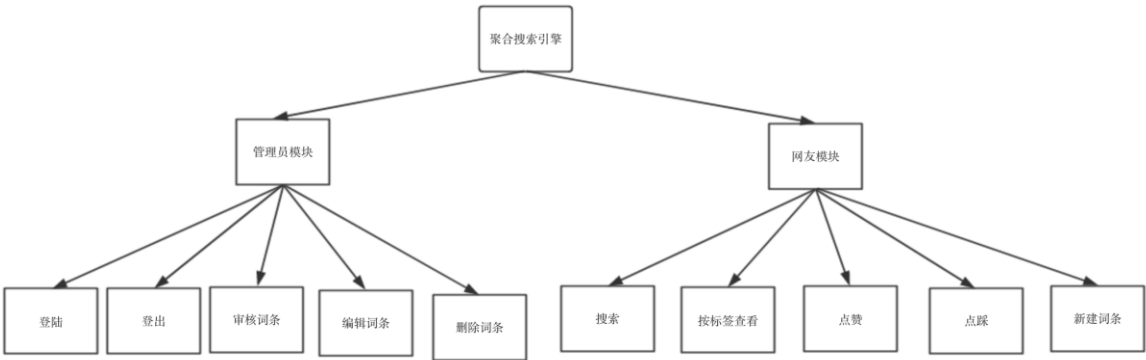 聚合搜索引擎
管理员模块
网友模块
登陆
登出
审核词条
编辑词条
删除词条
搜索
按标签查看
点赞
点踩
新建词条